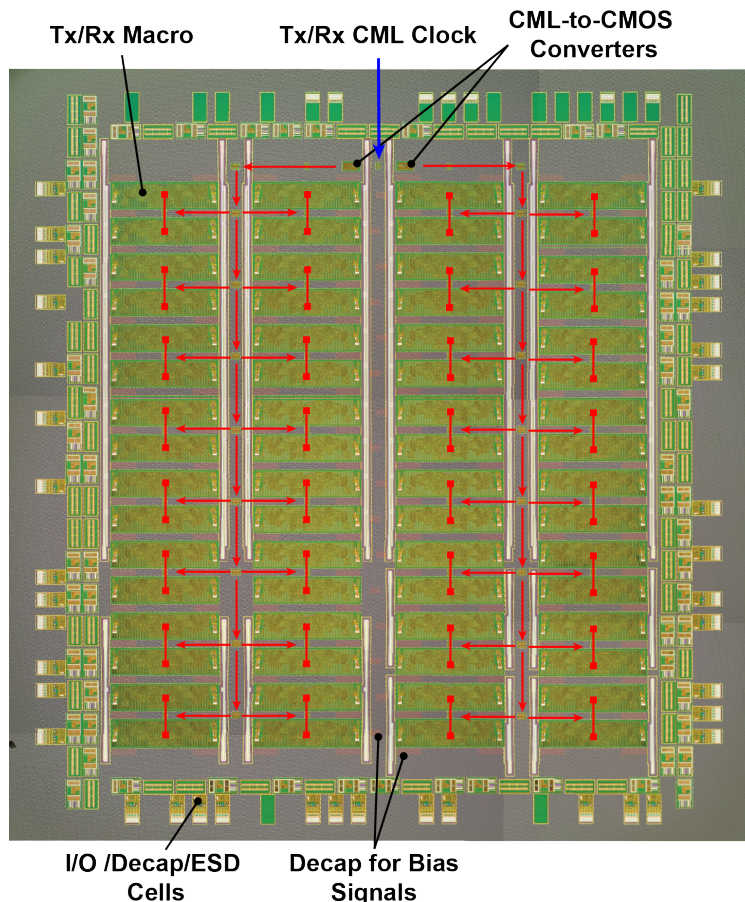 Tx/Rx Macro
Tx/Rx CML Clock
CML-to-CMOS
Converters
I/O /Decap/ESD
Cells
Decap for Bias
Signals